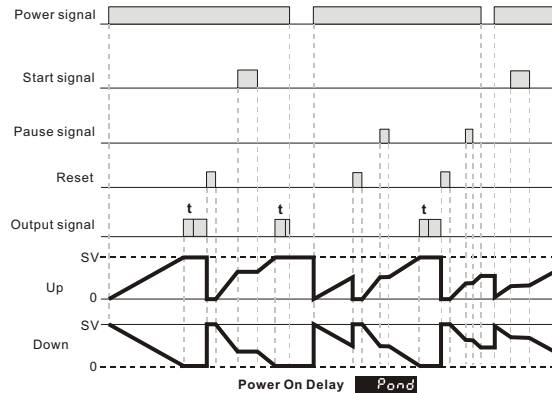 Power signal
Start signal
Pause signal
Reset
t
t
t
Output signal
SV
Up
0
SV
Down
0
Power On Delay Pond